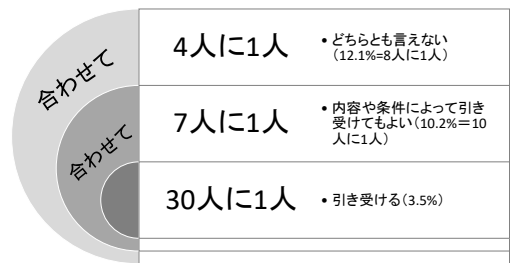 合わせて
4人に1人
• どちらとも言えない
（12.1%=8人に1人）
合わせて
7人に1人
• 内容や条件によって引き
受けてもよい（10.2%＝10
人に1人）
30人に1人
• 引き受ける（3.5%）